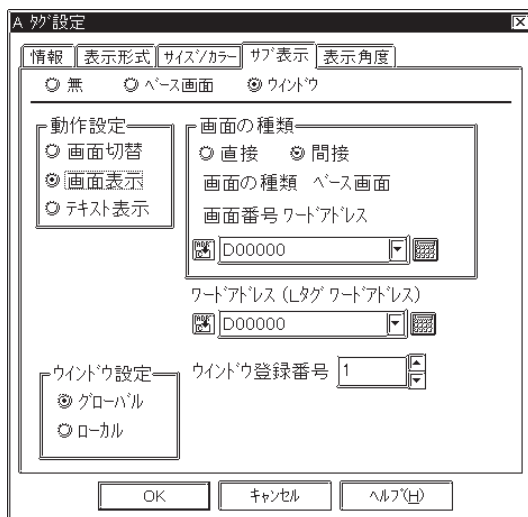 A ﾀｸﾞ設定
情報 表示形式 ｻｲｽﾞ/ｶﾗｰ ｻﾌﾞ表示 表示角度
無 ﾍﾞｰｽ画面 ｳｨﾝﾄﾞｳ
動作設定
画面切替
画面表示
ﾃｷｽﾄ表示
画面の種類
直接 間接
画面の種類 ﾍﾞｰｽ画面
画面番号 ﾜｰﾄﾞｱﾄﾞﾚｽ
D00000
ﾜｰﾄﾞｱﾄﾞﾚｽ (Lﾀｸﾞ ﾜｰﾄﾞｱﾄﾞﾚｽ)
D00000
ｳｨﾝﾄﾞｳ設定
ｸﾞﾛｰﾊﾞﾙ
ﾛｰｶﾙ
ｳｨﾝﾄﾞｳ登録番号 1
OK ｷｬﾝｾﾙ ﾍﾙﾌﾟ(H)